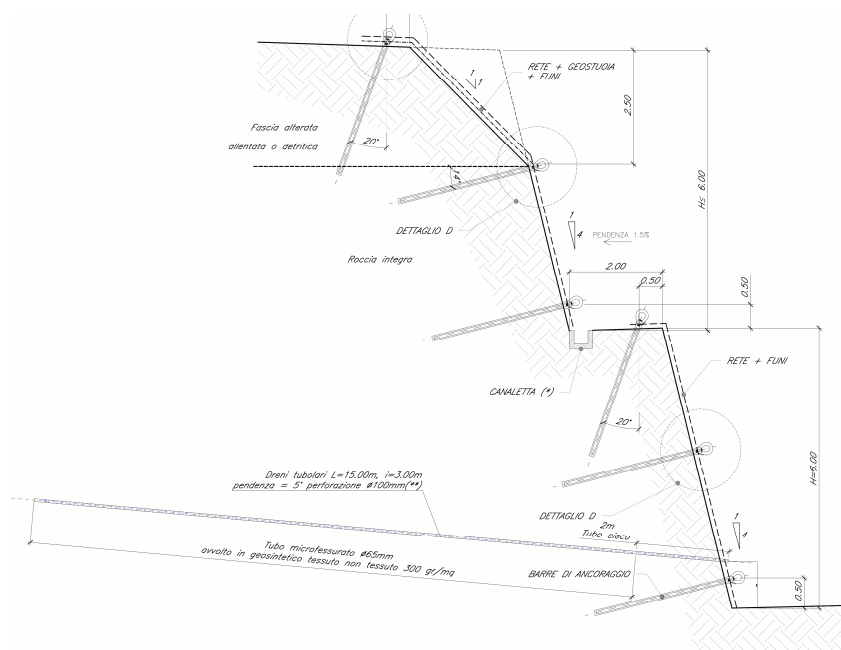 RETE + GEOSTUOIA
+ FUNI
1
1
2.50
Fascia alterata
allentata o detritica
20°
14°
H≤ 6.00
DETTAGLIO D
1
4
PENDENZA 1.5%
Roccia integra
2.00
0.50
0.50
RETE + FUNI
CANALETTA (*)
20°
H=6.00
Dreni tubolari L=15.00m, i=3.00m
pendenza = 5° perforazione Ø100mm(**)
DETTAGLIO D
2m
Tubo cieco
1
4
Tubo microfessurato Ø65mm
avvolto in geosintetico tessuto non tessuto 300 gr/mq
BARRE DI ANCORAGGIO
0.50